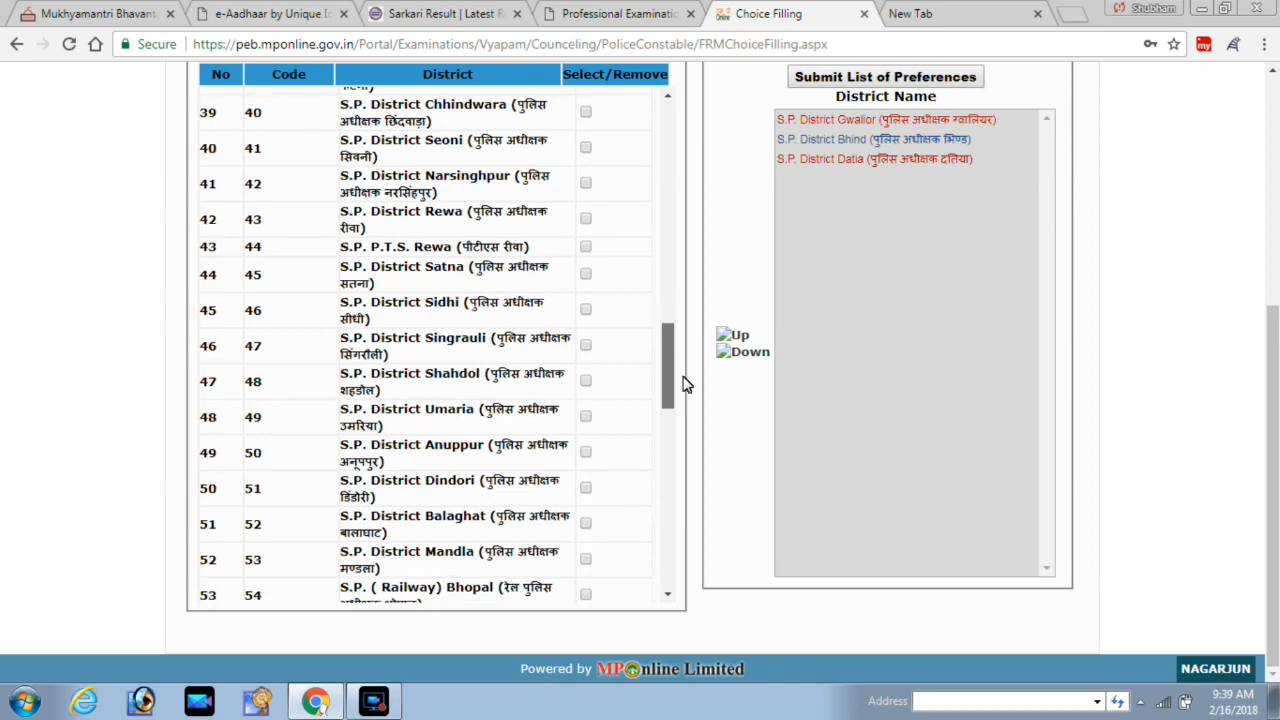 Mukhyamantri Bhavant
e-Aadhaar by Unique I
Sarkari Result | Latest R
Professional Examinatio
Choice Filling
New Tab
Shubham
Secure
https://peb.mponline.gov.in/Portal/Examinations/Vyapam/Counceling/PoliceConstable/FRMChoiceFilling.aspx
my
No Code District Select/Remove
39 40 S.P. District Chhindwara (पुलिस
अधीक्षक छिंदवाड़ा)
40 41 S.P. District Seoni (पुलिस अधीक्षक
सिवनी)
41 42 S.P. District Narsinghpur (पुलिस
अधीक्षक नरसिंहपुर)
42 43 S.P. District Rewa (पुलिस अधीक्षक
रीवा)
43 44 S.P. P.T.S. Rewa (पीटीएस रीवा)
44 45 S.P. District Satna (पुलिस अधीक्षक
सतना)
45 46 S.P. District Sidhi (पुलिस अधीक्षक
सीधी)
46 47 S.P. District Singrauli (पुलिस अधीक्षक
सिंगरौली)
47 48 S.P. District Shahdol (पुलिस अधीक्षक
शहडोल)
48 49 S.P. District Umaria (पुलिस अधीक्षक
उमरिया)
49 50 S.P. District Anuppur (पुलिस अधीक्षक
अनूपपुर)
50 51 S.P. District Dindori (पुलिस अधीक्षक
डिंडोरी)
51 52 S.P. District Balaghat (पुलिस अधीक्षक
बालाघाट)
52 53 S.P. District Mandla (पुलिस अधीक्षक
मण्डला)
53 54 S.P. ( Railway) Bhopal (रेल पुलिस
Submit List of Preferences
District Name
S.P. District Gwalior (पुलिस अधीक्षक ग्वालियर)
S.P. District Bhind (पुलिस अधीक्षक भिण्ड)
S.P. District Datia (पुलिस अधीक्षक दतिया)
Up
Down
Powered by MPOnline Limited
NAGARJUN
Address
9:39 AM
2/16/2018